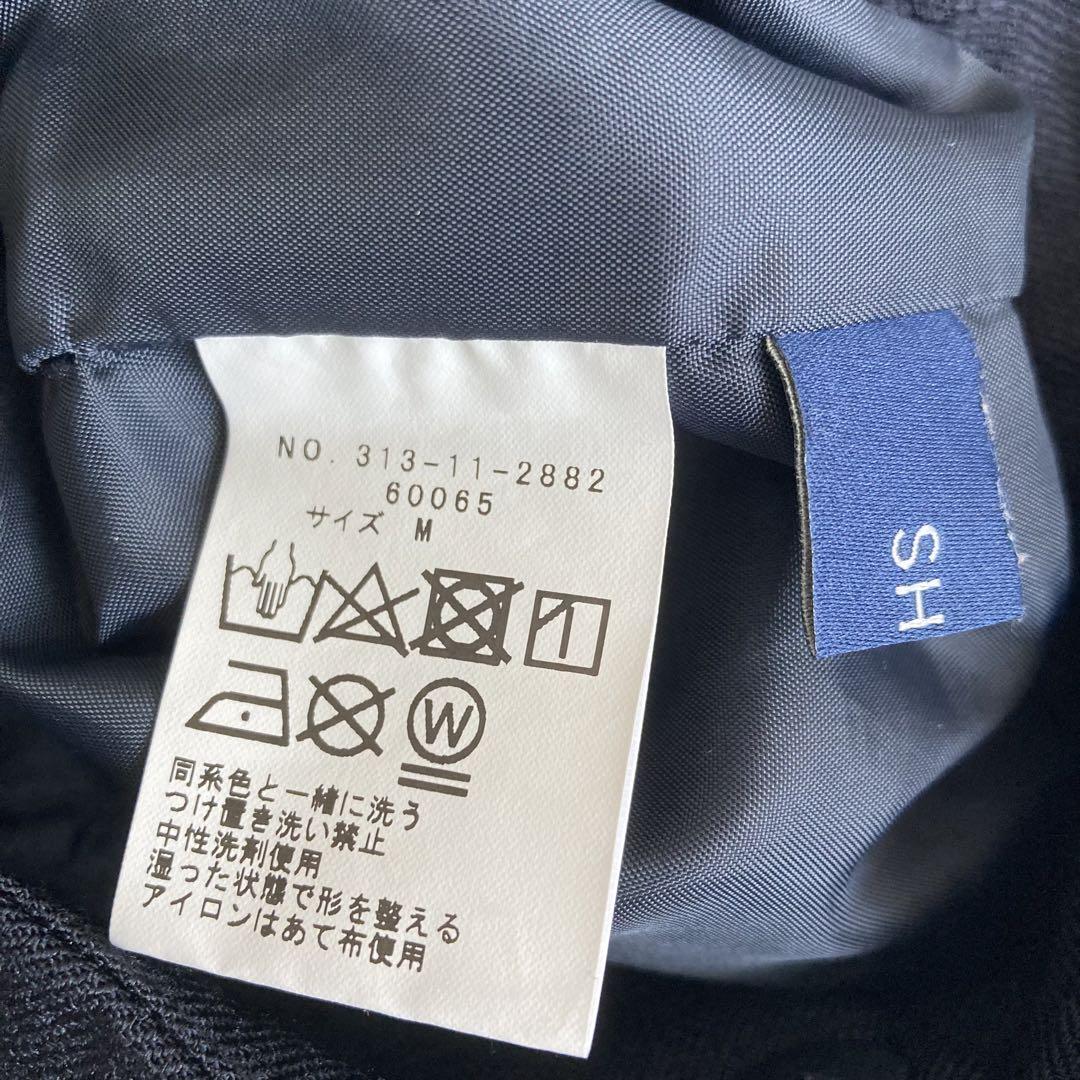 NO. 313-11-2882
60065
サイズ M
W
同系色と一緒に洗う
つけ置き洗い禁止
中性洗剤使用
湿った状態で形を整える
アイロンはあて布使用
HS